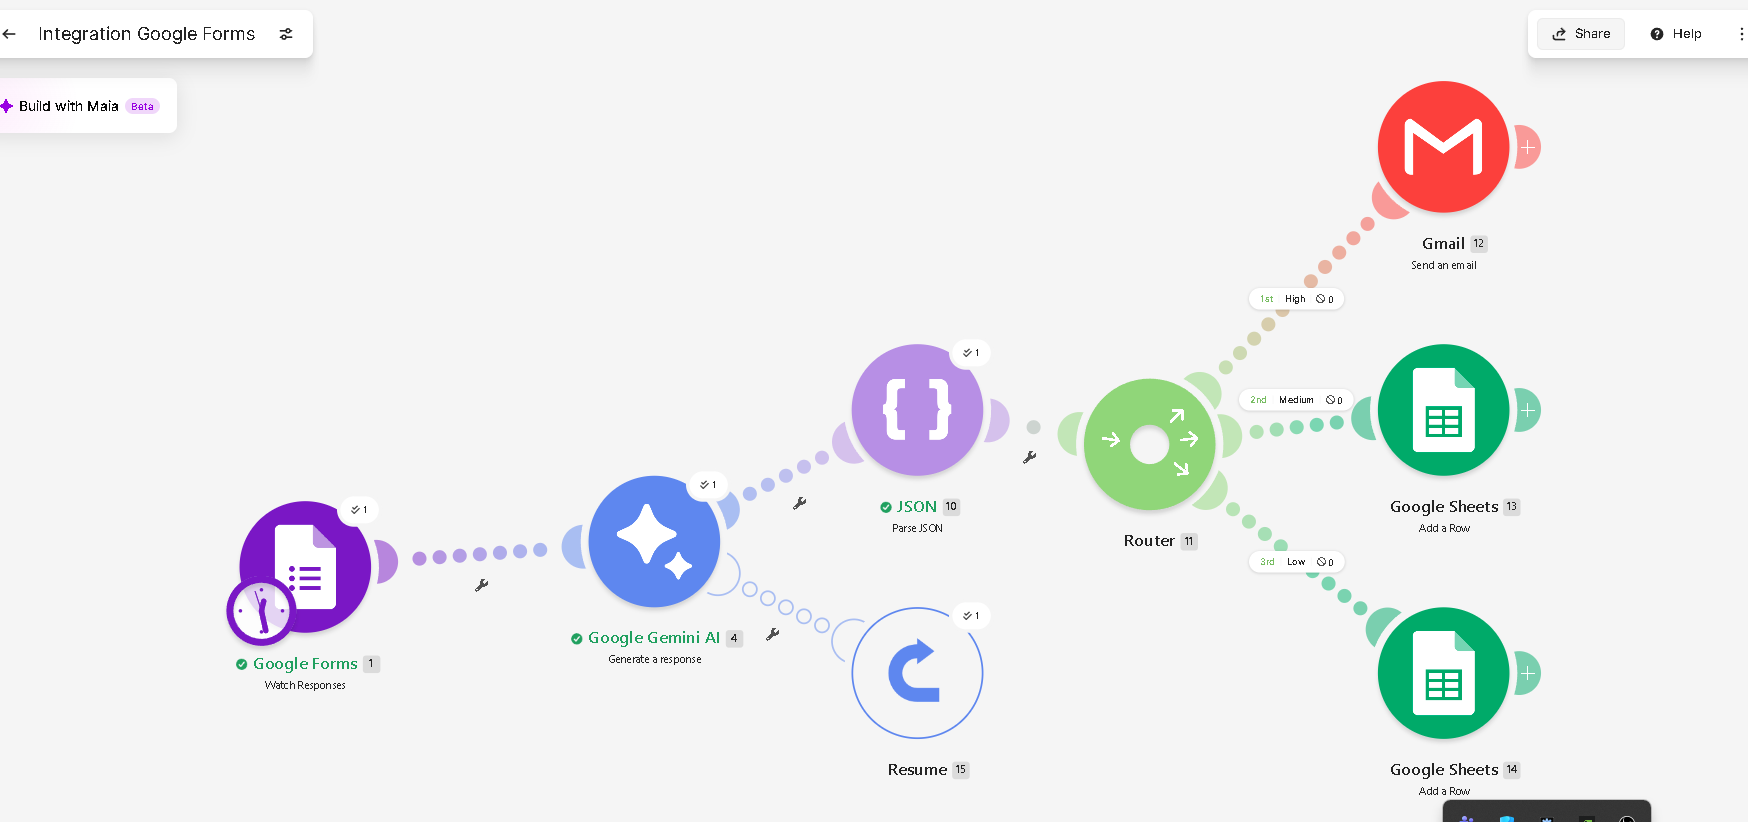 Integration Google Forms
Share
Help
Build with Maia Beta
Gmail 12
Send an email
1st High 0
1
2nd Medium 0
1
JSON 10
Parse JSON
Google Sheets 13
Add a Row
1
Router 11
3rd Low 0
1
Google Gemini AI 4
Generate a response
Google Forms 1
Watch Responses
Resume 15
Google Sheets 14
Add a Row